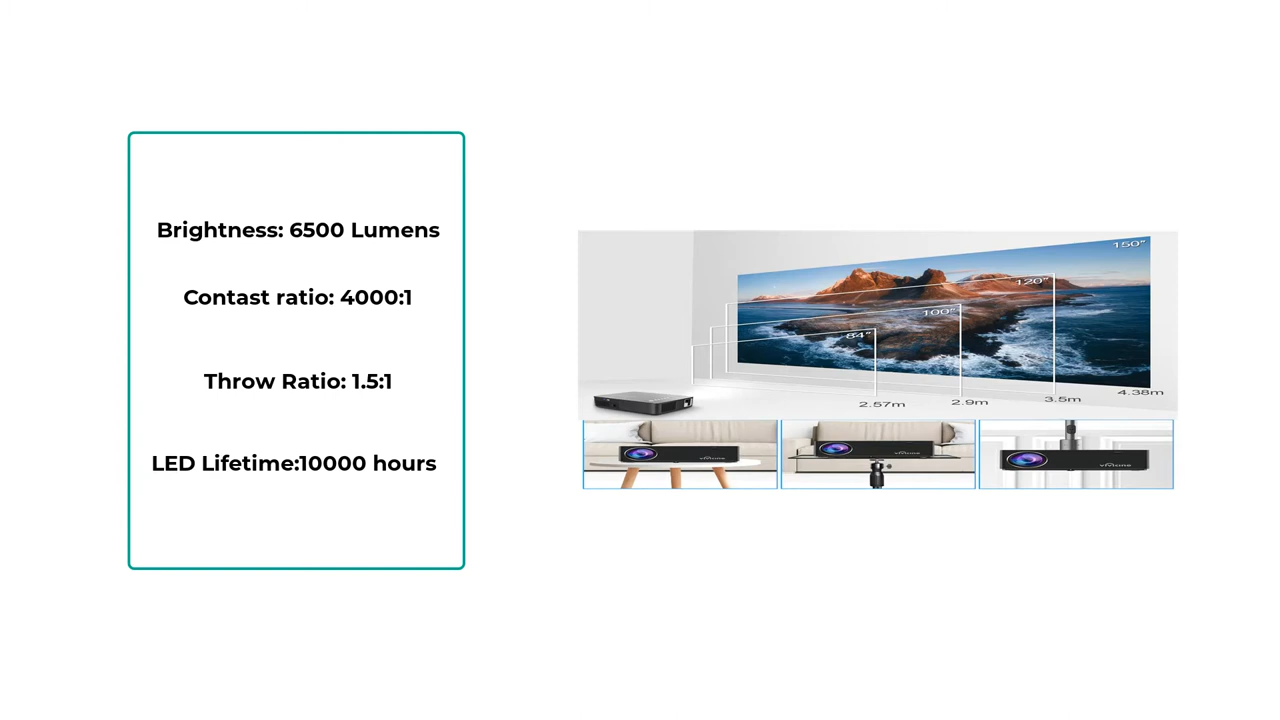 Brightness: 6500 Lumens
Contast ratio: 4000:1
Throw Ratio: 1.5:1
LED Lifetime:10000 hours
150"
120"
100"
84"
2.57m
2.9m
3.5m
4.38m